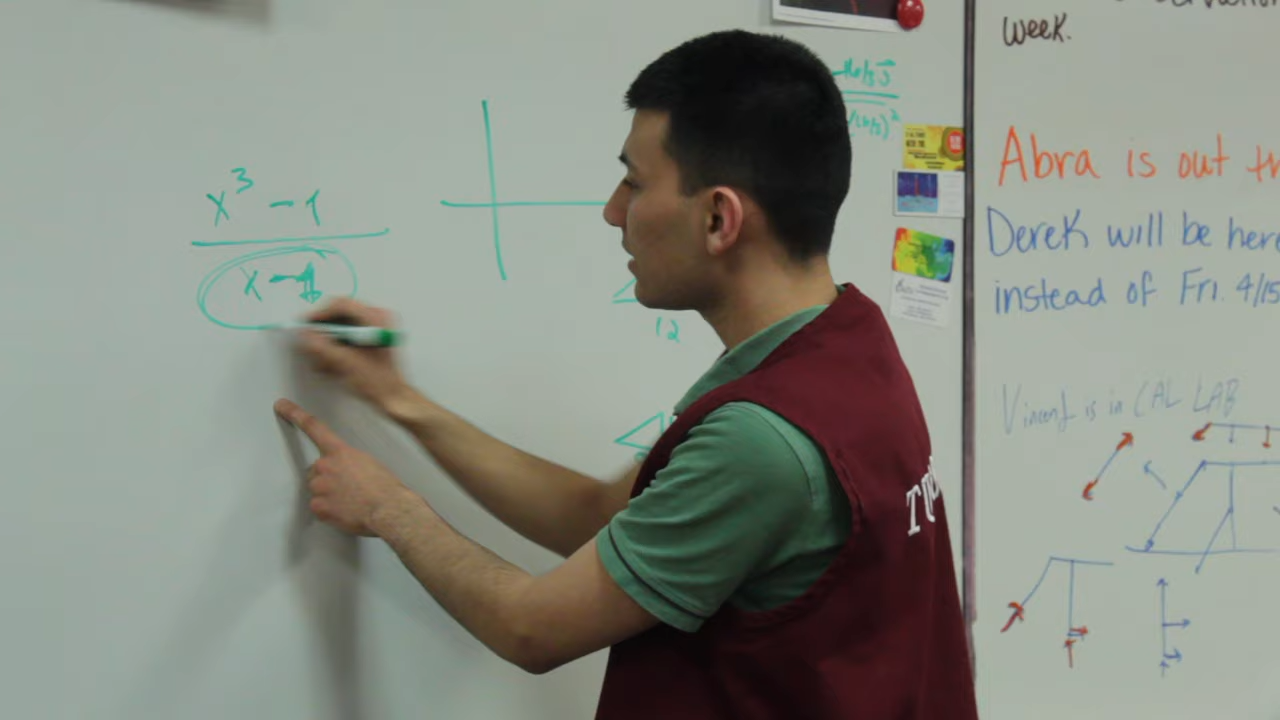 x³ - 1
x - 1
12
week.
Abra is out
Derek will be here
instead of Fri. 4/15
Vincent is in CAL LAB